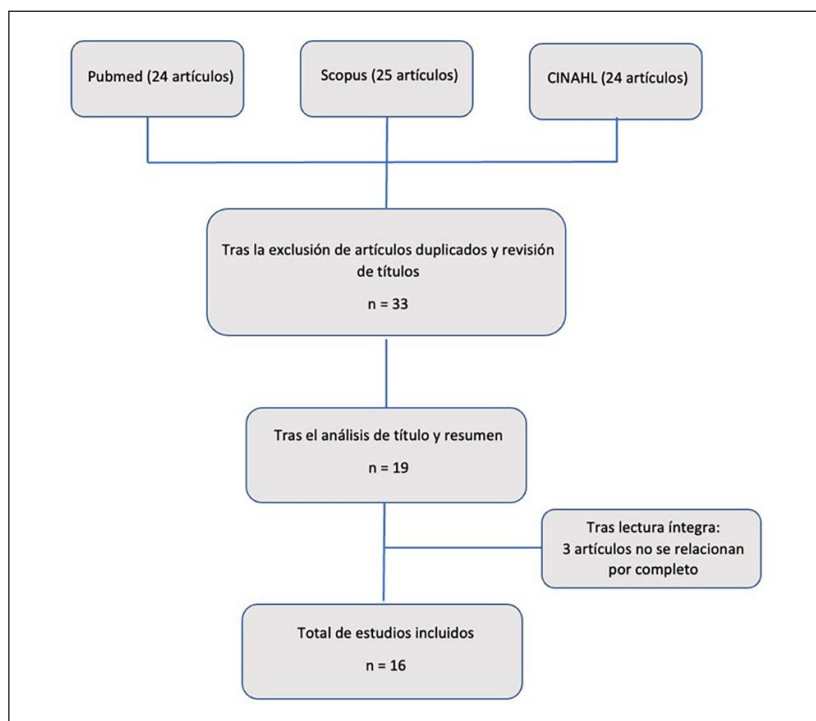 Pubmed (24 artículos)
Scopus (25 artículos)
CINAHL (24 artículos)
Tras la exclusión de artículos duplicados y revisión
de títulos
n = 33
Tras el análisis de título y resumen
n = 19
Tras lectura íntegra:
3 artículos no se relacionan
por completo
Total de estudios incluidos
n = 16